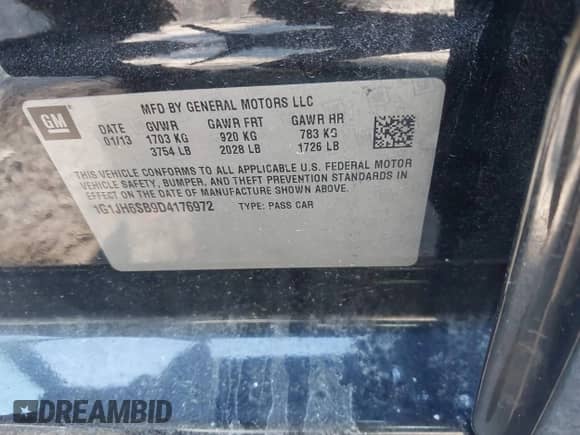 GM
MFD BY GENERAL MOTORS LLC
DATE GVWR GAWR FRT GAWR RR
01/13 1703 KG 920 KG 783 KG
3754 LB 2028 LB 1726 LB
THIS VEHICLE CONFORMS TO ALL APPLICABLE U.S. FEDERAL MOTOR
VEHICLE SAFETY, BUMPER, AND THEFT PREVENTION STANDARDS IN
EFFECT ON THE DATE OF MANUFACTURE SHOWN ABOVE.
1G1JH6SB9D4176972 TYPE: PASS CAR
DREAMBID